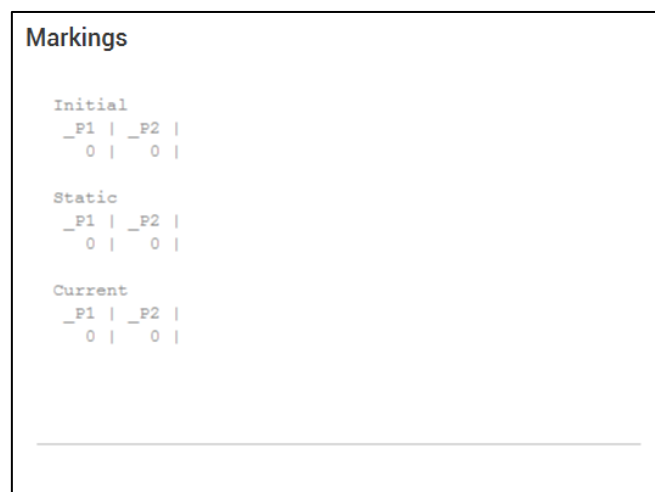 Markings
Initial
_P1 | _P2 |
0 | 0 |
Static
_P1 | _P2 |
0 | 0 |
Current
_P1 | _P2 |
0 | 0 |